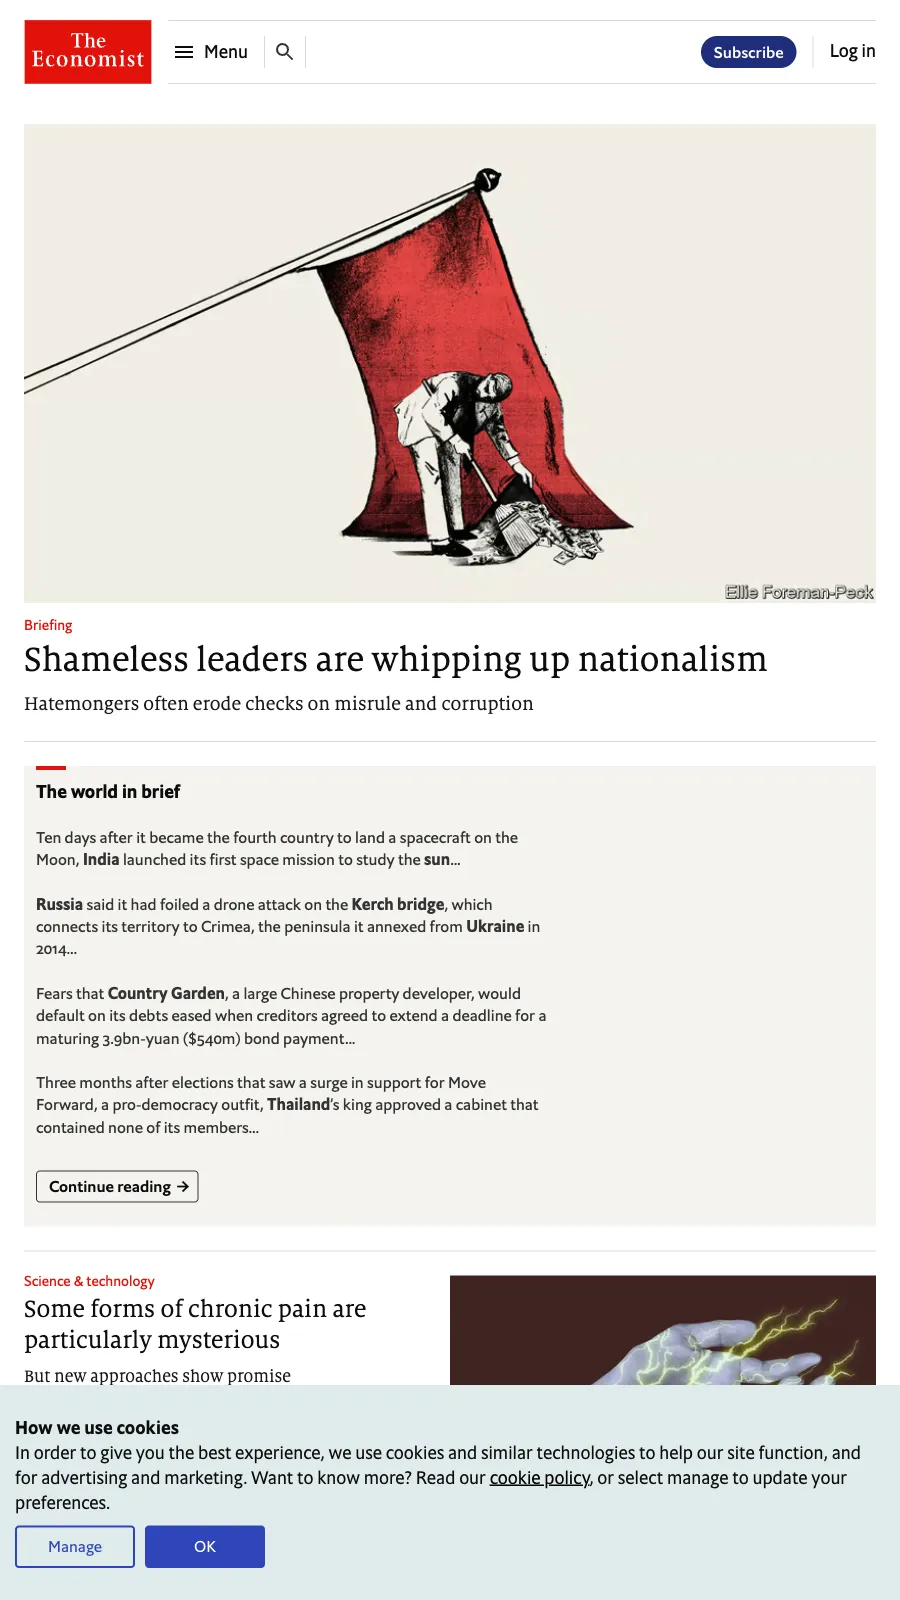 The
Economist
Menu
Subscribe
Log in
Ellie Foreman-Peck
Briefing
Shameless leaders are whipping up nationalism
Hatemongers often erode checks on misrule and corruption
The world in brief
Ten days after it became the fourth country to land a spacecraft on the
Moon, India launched its first space mission to study the sun…
Russia said it had foiled a drone attack on the Kerch bridge, which
connects its territory to Crimea, the peninsula it annexed from Ukraine in
2014…
Fears that Country Garden, a large Chinese property developer, would
default on its debts eased when creditors agreed to extend a deadline for a
maturing 3.9bn-yuan ($540m) bond payment…
Three months after elections that saw a surge in support for Move
Forward, a pro-democracy outfit, Thailand’s king approved a cabinet that
contained none of its members…
Continue reading →
Science & technology
Some forms of chronic pain are
particularly mysterious
But new approaches show promise
How we use cookies
In order to give you the best experience, we use cookies and similar technologies to help our site function, and
for advertising and marketing. Want to know more? Read our cookie policy, or select manage to update your
preferences.
Manage
OK